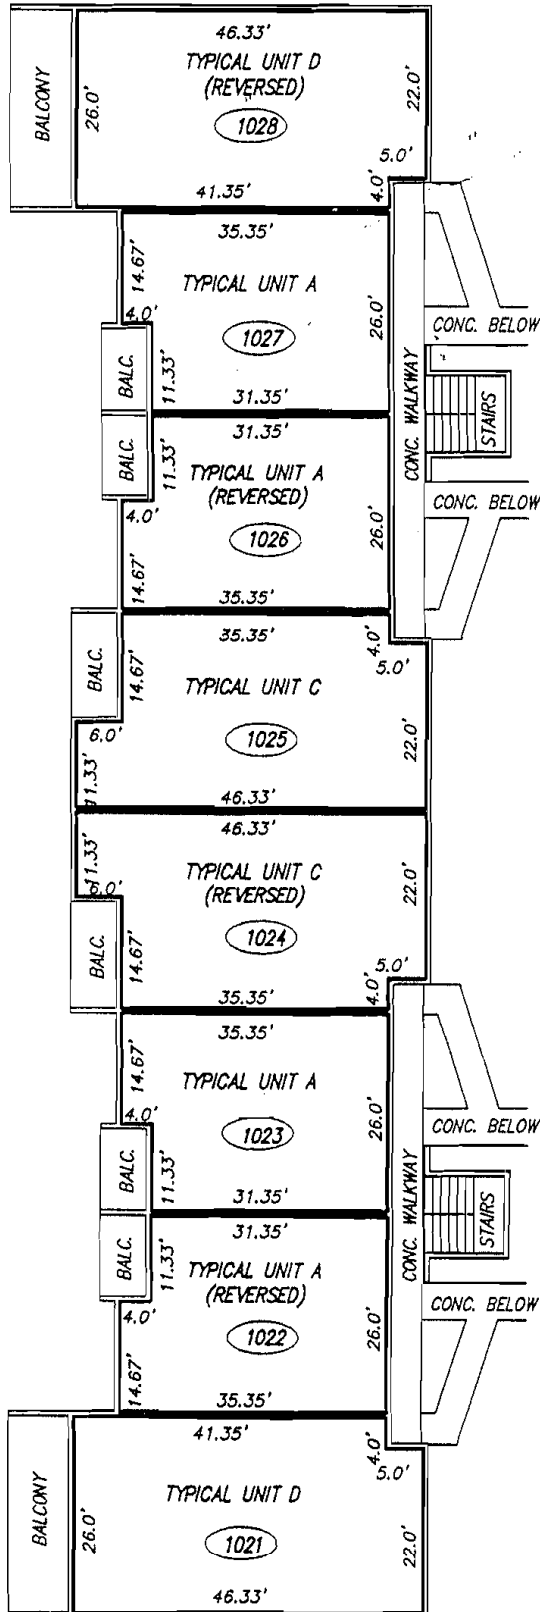 46.33'
TYPICAL UNIT D
(REVERSED)
1028
BALCONY
26.0'
22.0'
5.0'
4.0'
41.35'
35.35'
14.67'
TYPICAL UNIT A
4.0'
1027
26.0'
BALC.
11.33'
31.35'
CONC. WALKWAY
CONC. BELOW
STAIRS
31.35'
BALC.
11.33'
TYPICAL UNIT A
(REVERSED)
4.0'
1026
26.0'
CONC. BELOW
14.67'
35.35'
35.35'
4.0'
5.0'
BALC.
14.67'
TYPICAL UNIT C
6.0'
1025
22.0'
11.33'
46.33'
46.33'
11.33'
TYPICAL UNIT C
(REVERSED)
6.0'
22.0'
1024
BALC.
14.67'
5.0'
4.0'
35.35'
35.35'
14.67'
TYPICAL UNIT A
4.0'
1023
26.0'
BALC.
11.33'
31.35'
CONC. WALKWAY
CONC. BELOW
STAIRS
31.35'
BALC.
11.33'
TYPICAL UNIT A
(REVERSED)
4.0'
1022
26.0'
CONC. BELOW
14.67'
35.35'
41.35'
4.0'
5.0'
BALCONY
26.0'
TYPICAL UNIT D
1021
22.0'
46.33'